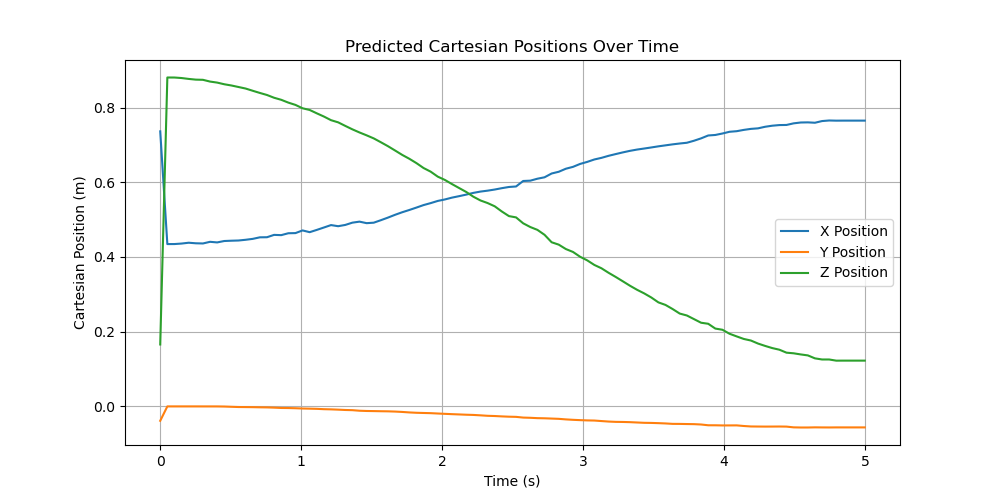 Predicted Cartesian Positions Over Time
Cartesian Position (m)
0.8
0.6
0.4
0.2
0.0
X Position
Y Position
Z Position
0 1 2 3 4 5
Time (s)